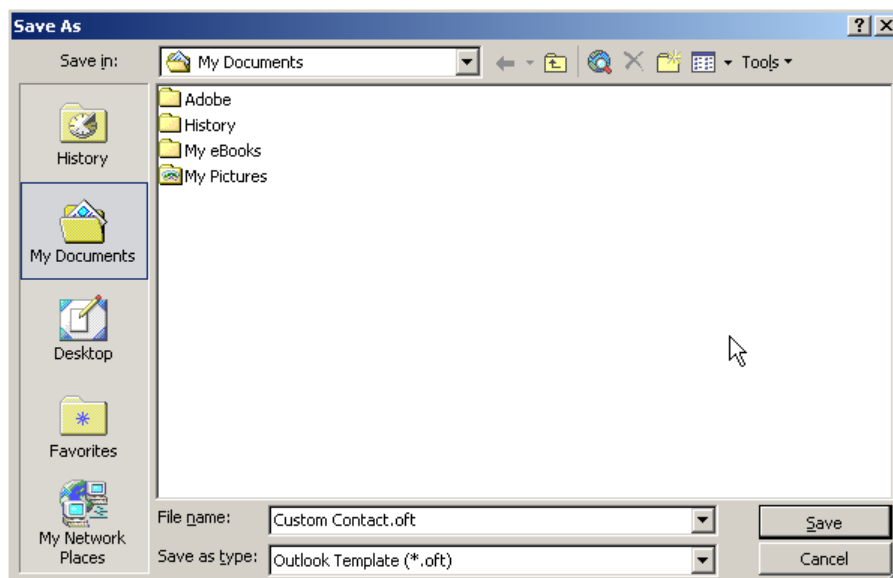 Save As
Save in:
My Documents
Tools
Adobe
History
My eBooks
My Pictures
History
My Documents
Desktop
Favorites
My Network
Places
File name:
Custom Contact.oft
Save
Save as type:
Outlook Template (*.oft)
Cancel